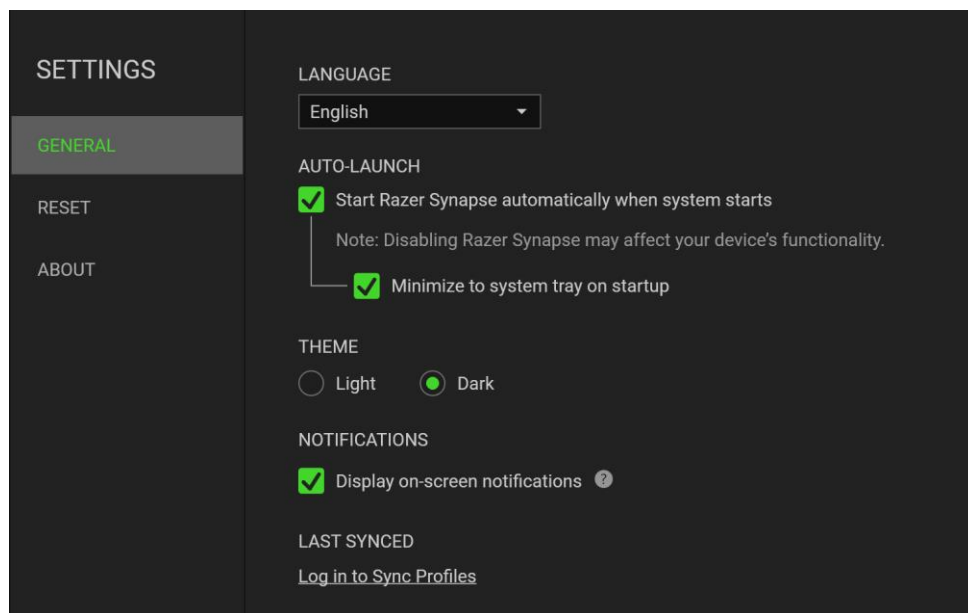 SETTINGS
GENERAL
RESET
ABOUT
LANGUAGE
English
AUTO-LAUNCH
Start Razer Synapse automatically when system starts
Note: Disabling Razer Synapse may affect your device’s functionality.
Minimize to system tray on startup
THEME
Light
Dark
NOTIFICATIONS
Display on-screen notifications ?
LAST SYNCED
Log in to Sync Profiles